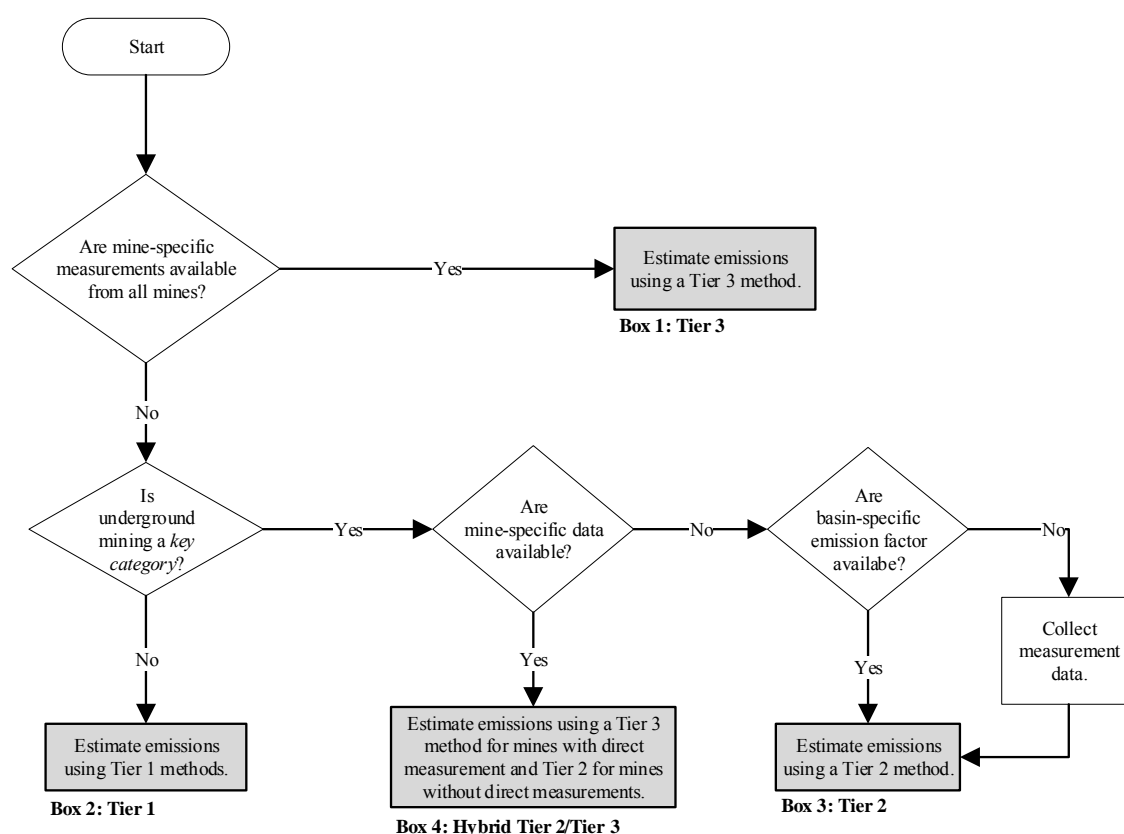 Start
Are mine-specific
measurements available
from all mines?
Yes
Estimate emissions
using a Tier 3 method.
Box 1: Tier 3
No
Is
underground
mining a key
category?
Yes
Are
mine-specific data
available?
No
Are
basin-specific
emission factor
availabe?
No
Collect
measurement
data.
No
Yes
Yes
Estimate emissions
using Tier 1 methods.
Box 2: Tier 1
Estimate emissions using a Tier 3
method for mines with direct
measurement and Tier 2 for mines
without direct measurements.
Box 4: Hybrid Tier 2/Tier 3
Estimate emissions
using a Tier 2 method.
Box 3: Tier 2